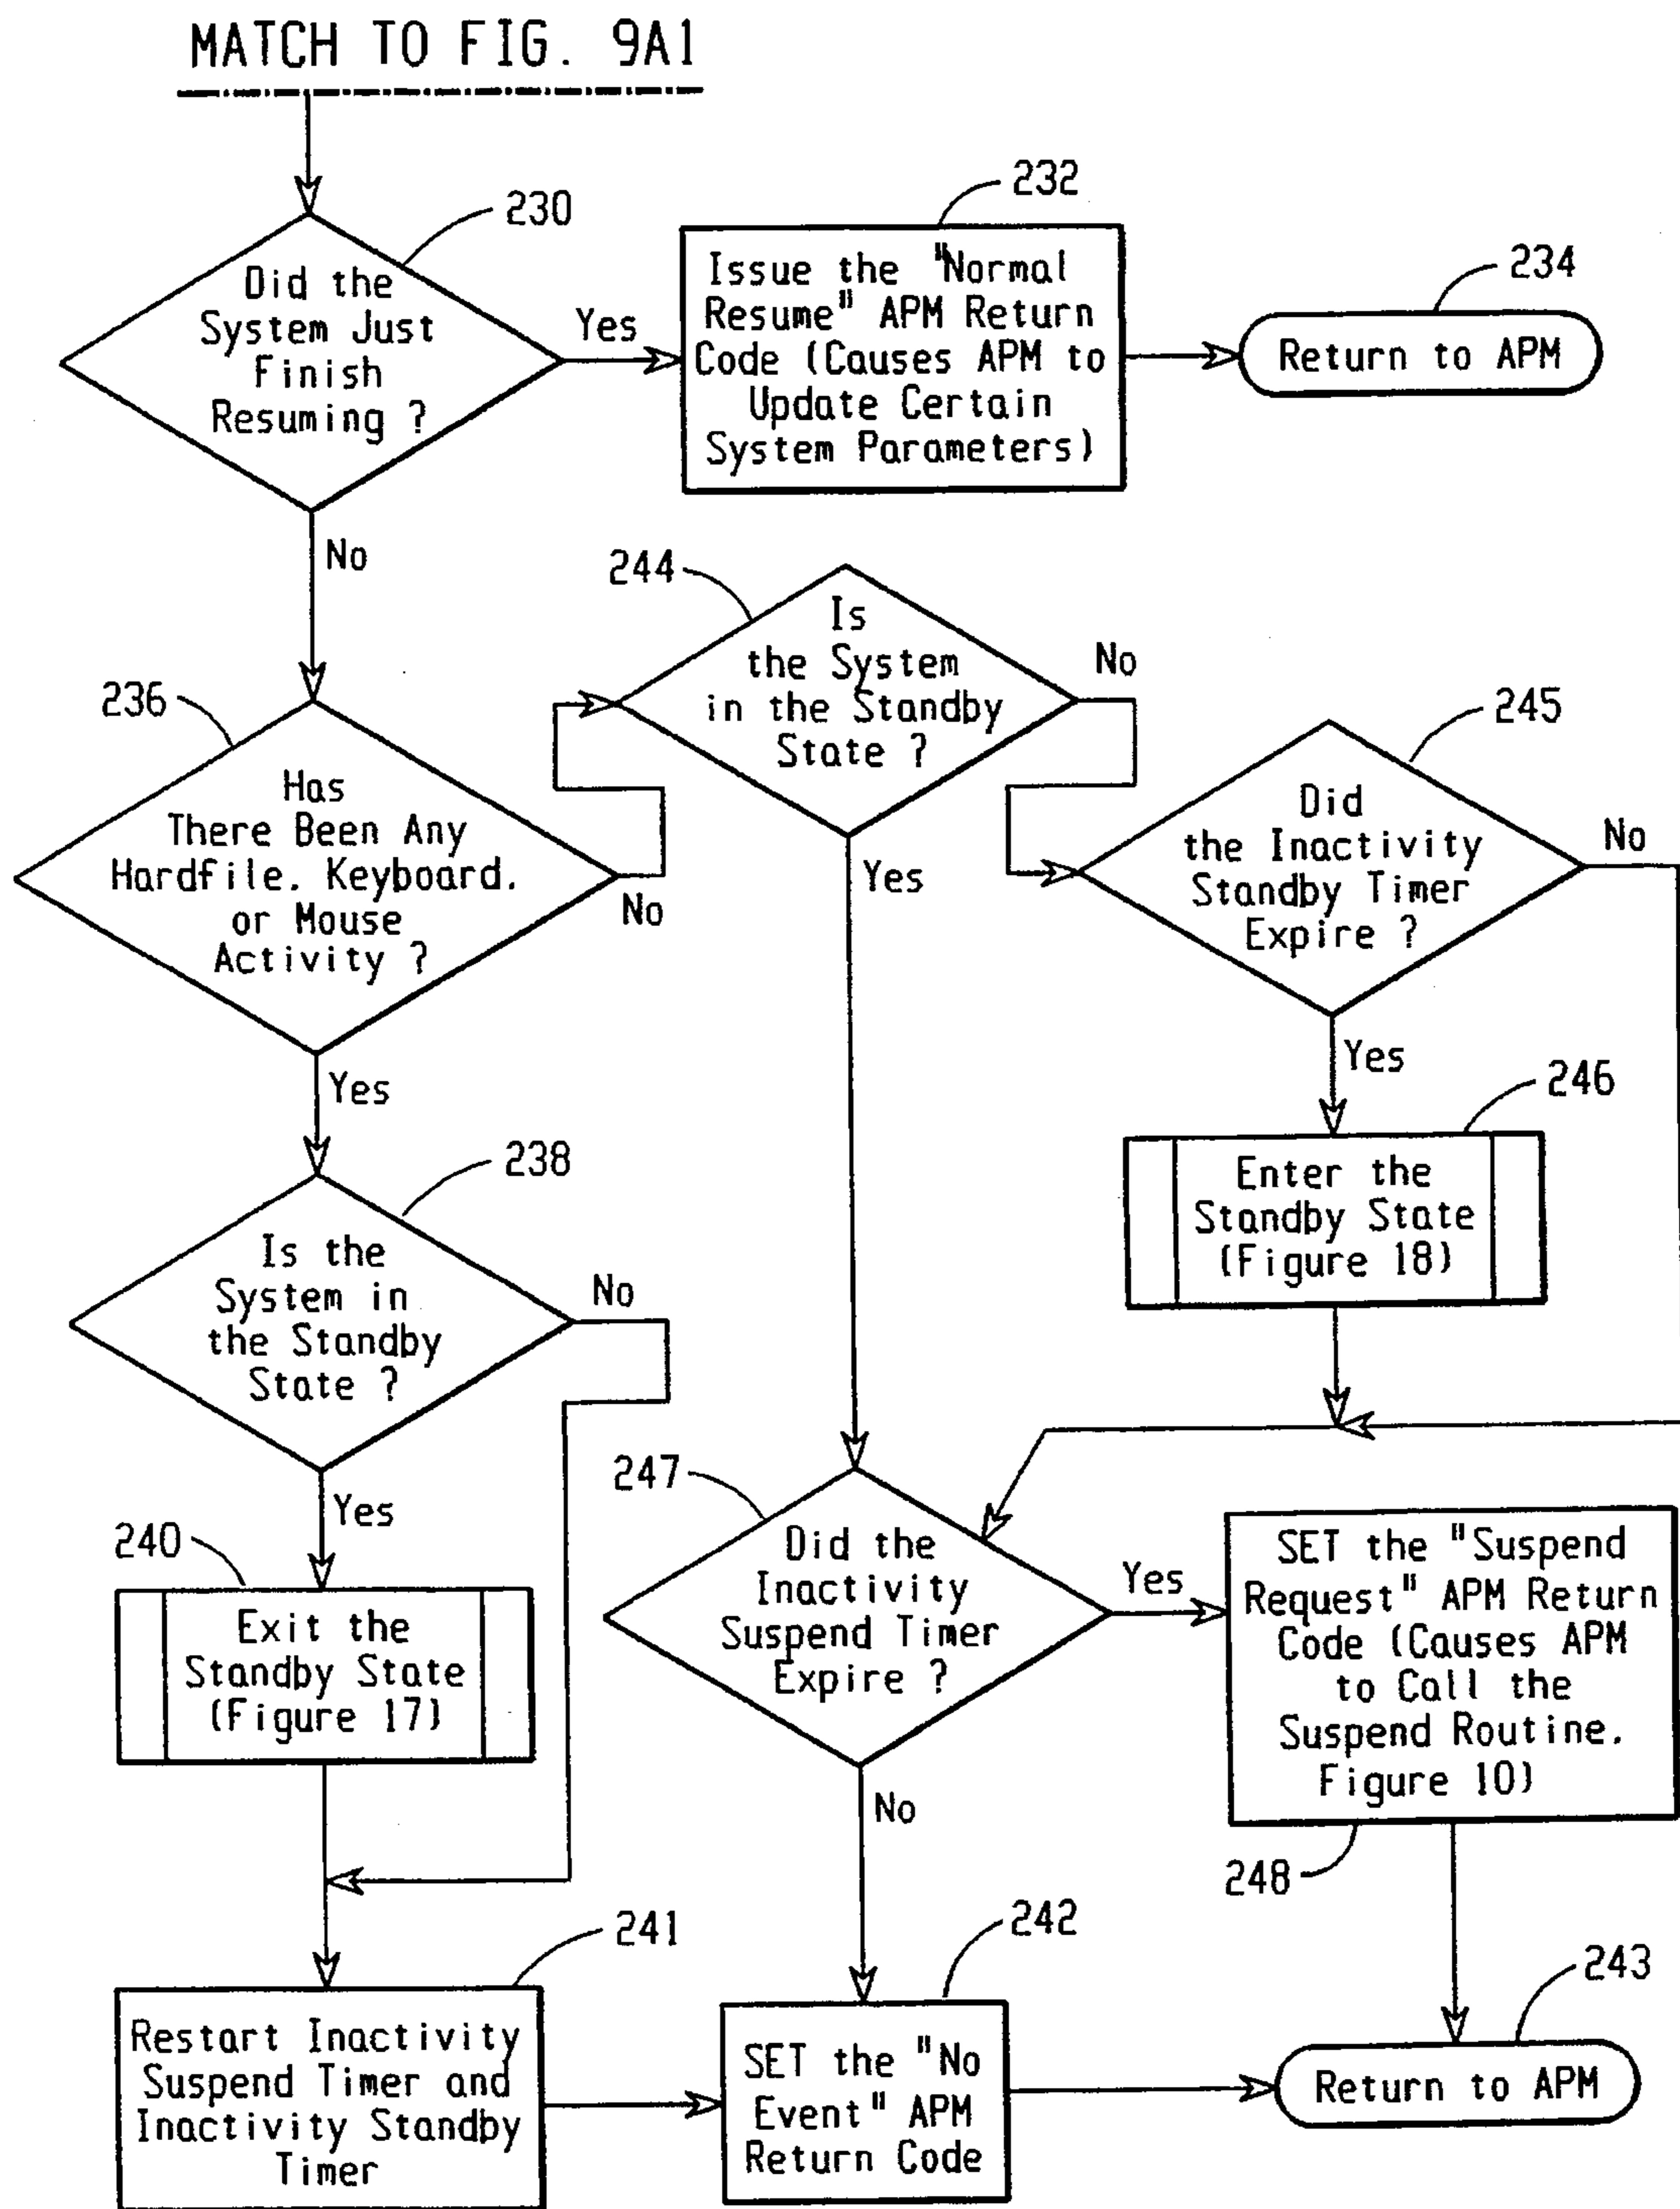 MATCH TO FIG. 9A1
230
Did the
System Just
Finish
Resuming ?
Yes
No
232
Issue the "Normal
Resume" APM Return
Code (Causes APM to
Update Certain
System Parameters)
234
Return to APM
236
Has
There Been Any
Hardfile. Keyboard.
or Mouse
Activity ?
No
Yes
244
Is
the System
in the Standby
State ?
No
Yes
245
Did
the Inactivity
Standby Timer
Expire ?
No
Yes
246
Enter the
Standby State
(Figure 18)
238
Is the
System in
the Standby
State ?
No
Yes
240
Exit the
Standby State
(Figure 17)
247
Did the
Inactivity
Suspend Timer
Expire ?
Yes
No
SET the "Suspend
Request" APM Return
Code (Causes APM
to Call the
Suspend Routine.
Figure 10)
248
241
Restart Inactivity
Suspend Timer and
Inactivity Standby
Timer
242
SET the "No
Event" APM
Return Code
243
Return to APM